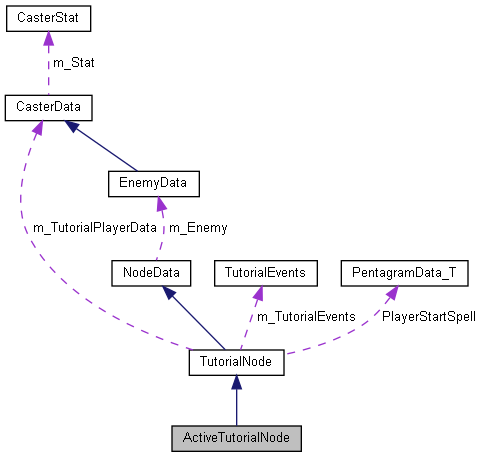 CasterStat
m_Stat
CasterData
EnemyData
m_TutorialPlayerData
m_Enemy
NodeData
TutorialEvents
PentagramData_T
m_TutorialEvents
PlayerStartSpell
TutorialNode
ActiveTutorialNode